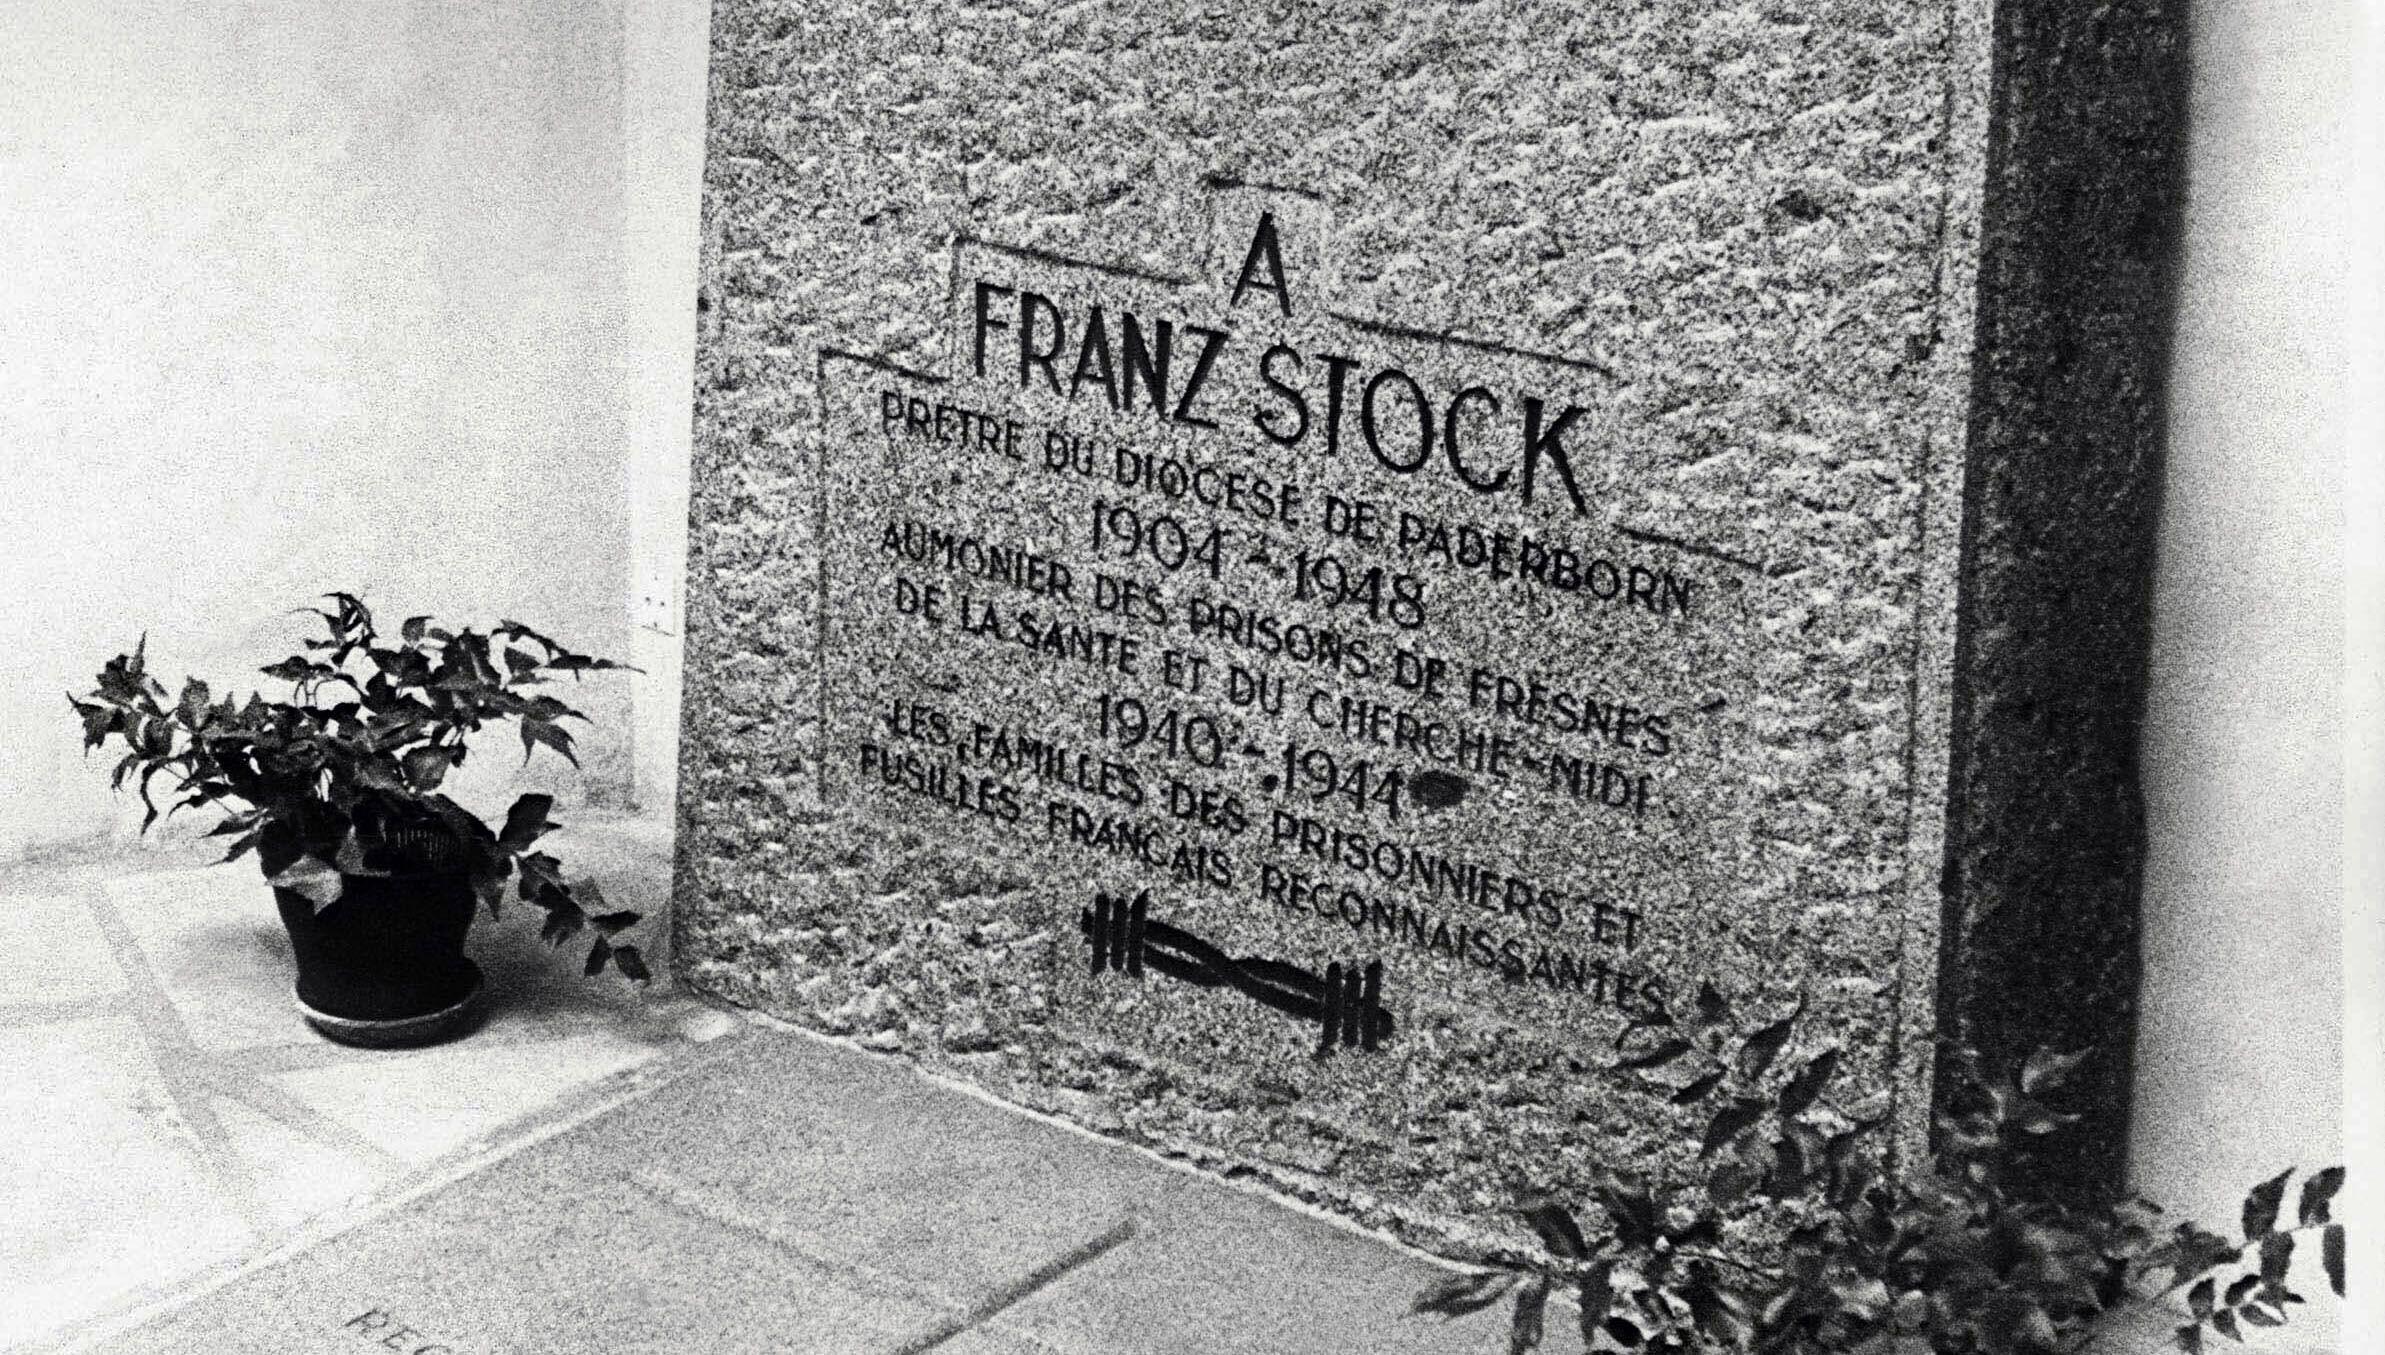 A
FRANZ STOCK
PRETRE DU DIOCESE DE PADERBORN
1904 - 1948
AUMONIER DES PRISONS DE FRESNES
DE LA SANTE ET DU CHERCHE-MIDI
1940 - 1944
LES FAMILLES DES PRISONNIERS ET
FUSILLES FRANCAIS RECONNAISSANTES